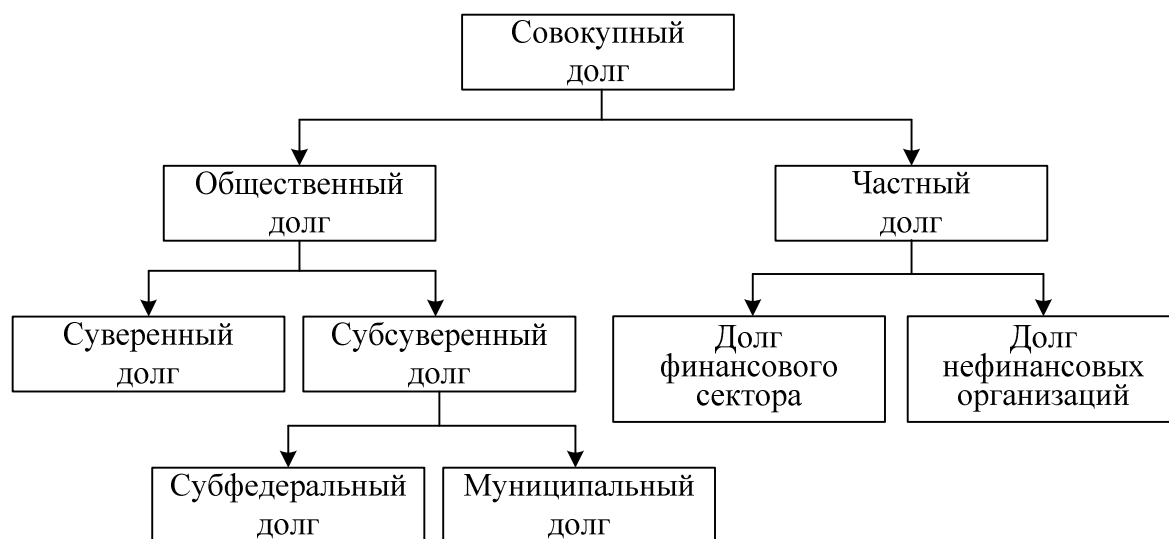 Совокупный
долг
Общественный
долг
Частный
долг
Суверенный
долг
Субсуверенный
долг
Долг
финансового
сектора
Долг
нефинансовых
организаций
Субфедеральный
долг
Муниципальный
долг